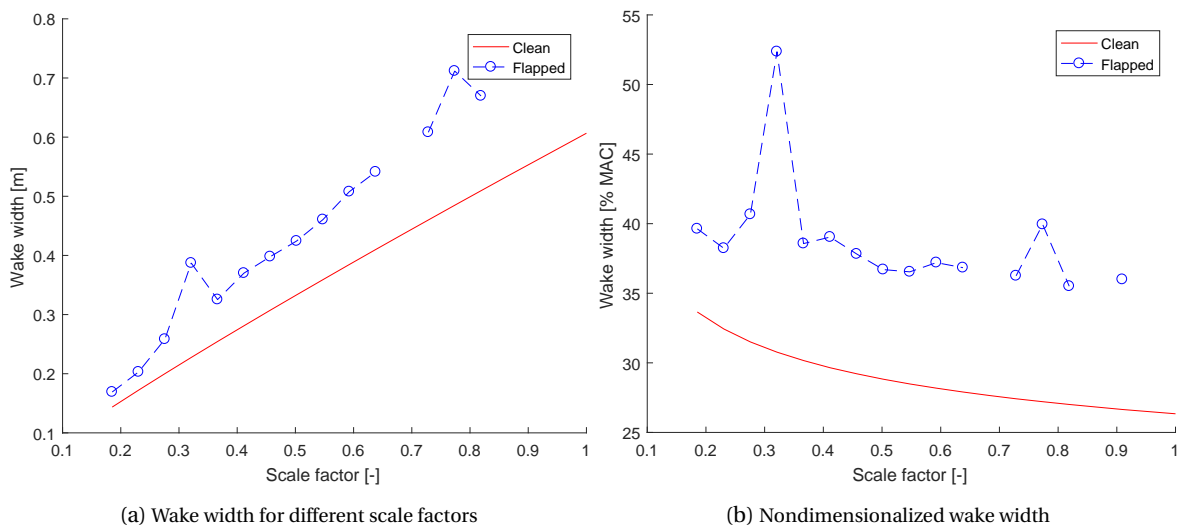 0.8
0.7
0.6
0.5
0.4
0.3
0.2
0.1
Wake width [m]
0.1 0.2 0.3 0.4 0.5 0.6 0.7 0.8 0.9 1
Scale factor [-]
Clean
Flapped
(a) Wake width for different scale factors
55
50
45
40
35
30
25
Wake width [% MAC]
0.1 0.2 0.3 0.4 0.5 0.6 0.7 0.8 0.9 1
Scale factor [-]
Clean
Flapped
(b) Nondimensionalized wake width